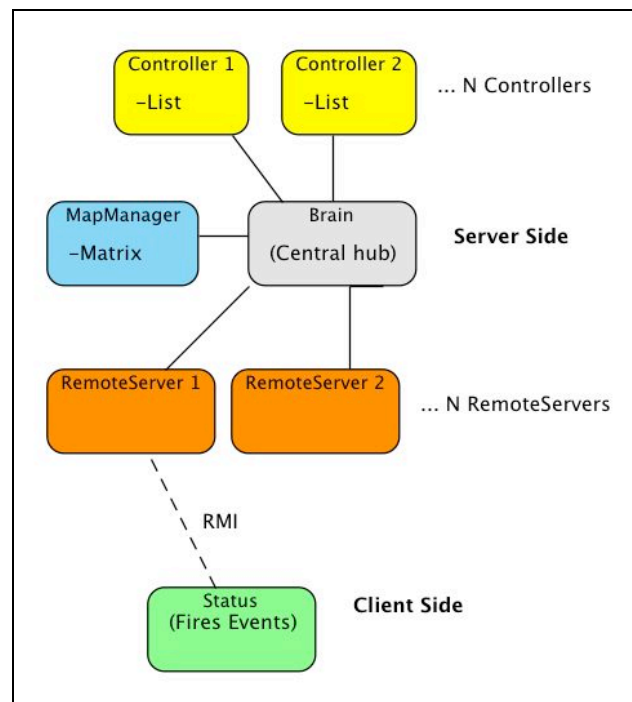 Controller 1
-List
Controller 2
-List
... N Controllers
MapManager
-Matrix
Brain
(Central hub)
Server Side
RemoteServer 1
RemoteServer 2
... N RemoteServers
RMI
Status
(Fires Events)
Client Side